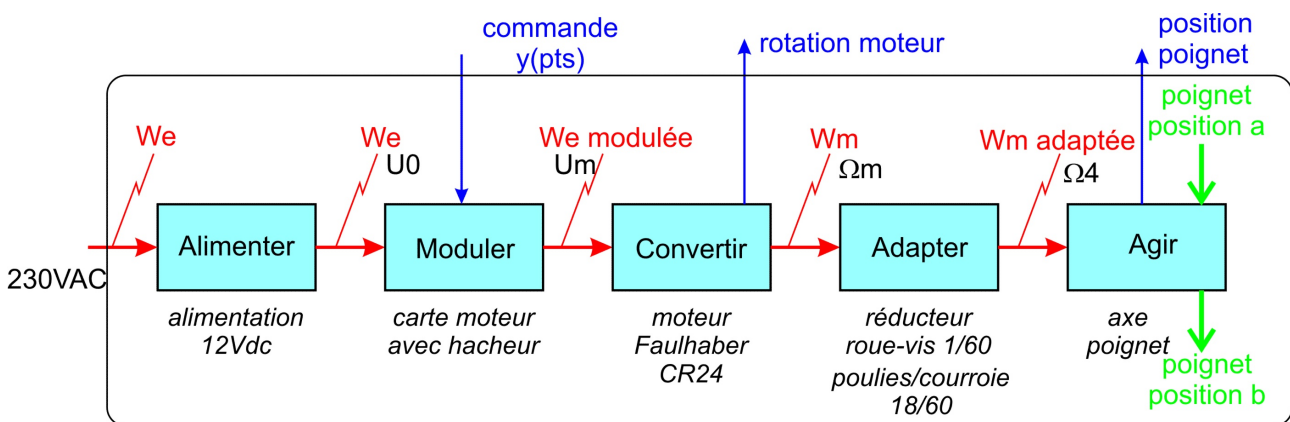 commande
y(pts)
rotation moteur
position
poignet
poignet
position a
We
We
U0
We modulée
Um
Wm
Ωm
Wm adaptée
Ω4
230VAC
Alimenter
Moduler
Convertir
Adapter
Agir
alimentation
12Vdc
carte moteur
avec hacheur
moteur
Faulhaber
CR24
réducteur
roue-vis 1/60
poulies/courroie
18/60
axe
poignet
poignet
position b